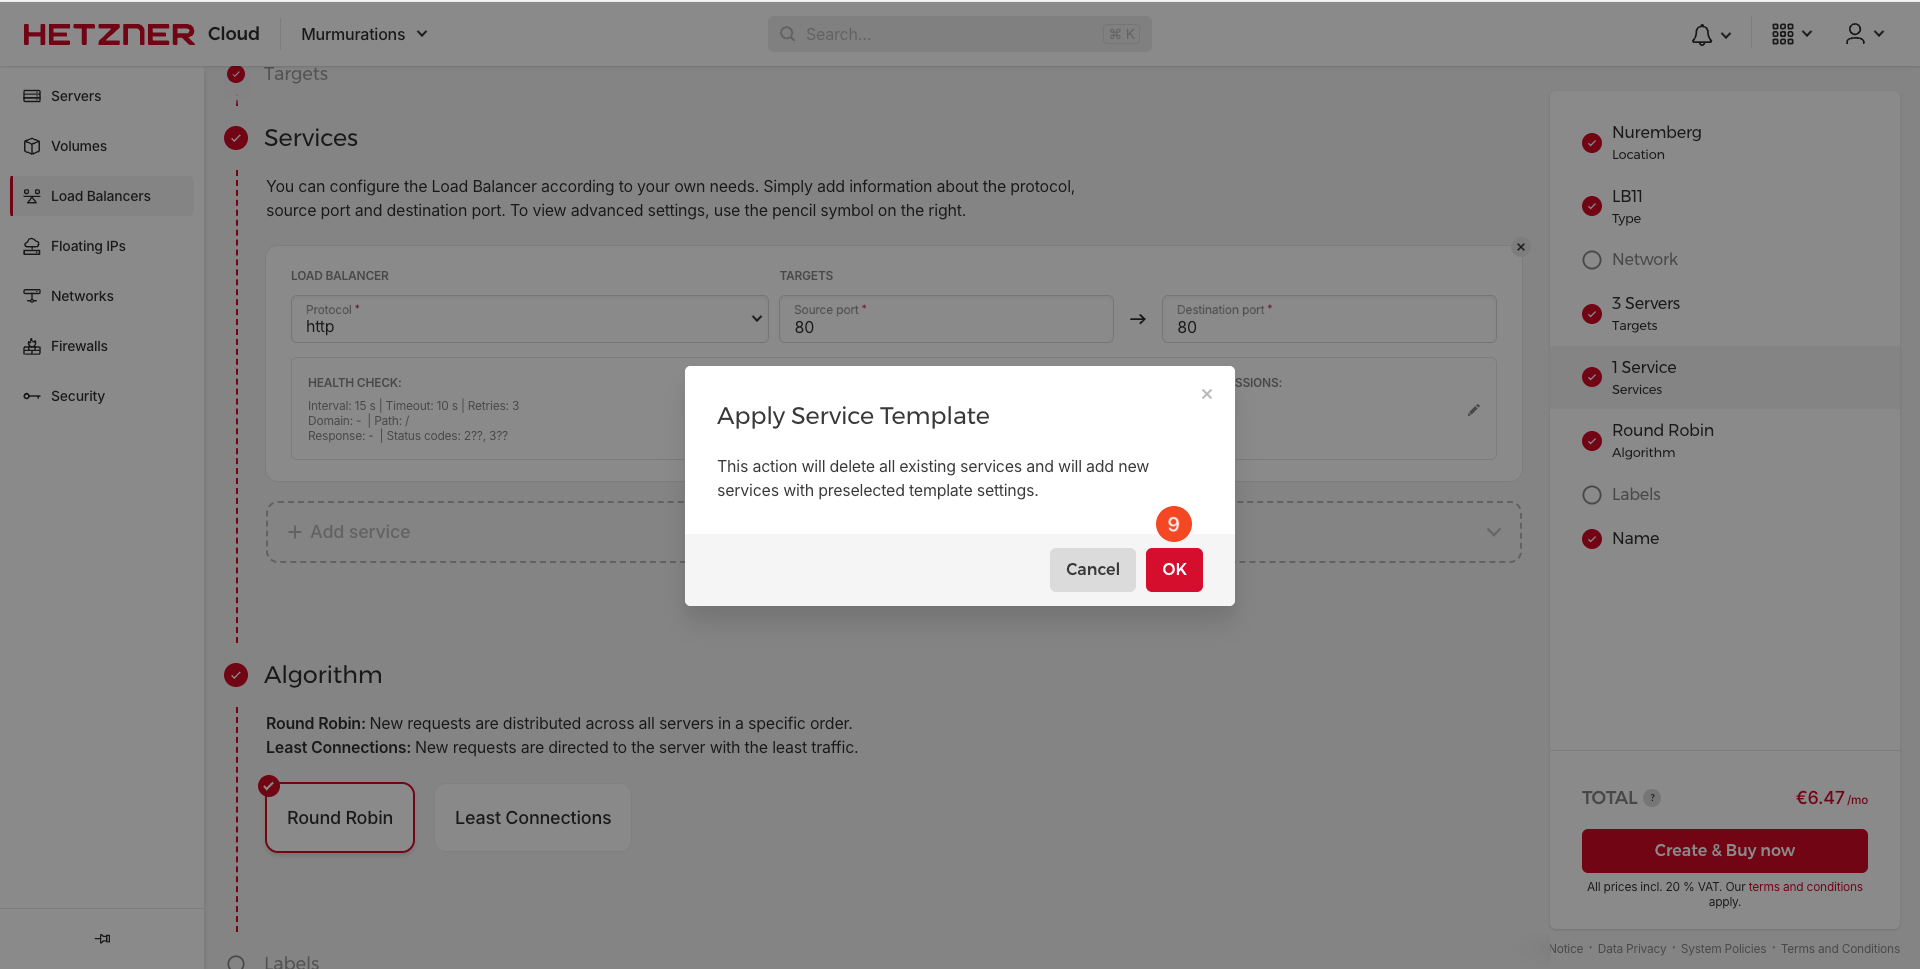 HETZNER Cloud
Murmurations
Search...
⌘ K
Servers
Volumes
Load Balancers
Floating IPs
Networks
Firewalls
Security
Targets
Services
You can configure the Load Balancer according to your own needs. Simply add information about the protocol,
source port and destination port. To view advanced settings, use the pencil symbol on the right.
LOAD BALANCER
TARGETS
Protocol *
http
Source port *
80
→
Destination port *
80
HEALTH CHECK:
Interval: 15 s | Timeout: 10 s | Retries: 3
Domain: - | Path: /
Response: - | Status codes: 2??, 3??
SSIONS:
+ Add service
Apply Service Template
This action will delete all existing services and will add new
services with preselected template settings.
9
Cancel
OK
Algorithm
Round Robin: New requests are distributed across all servers in a specific order.
Least Connections: New requests are directed to the server with the least traffic.
Round Robin
Least Connections
Labels
Nuremberg
Location
LB11
Type
Network
3 Servers
Targets
1 Service
Services
Round Robin
Algorithm
Labels
Name
TOTAL ?
€6.47 /mo
Create & Buy now
All prices incl. 20 % VAT. Our terms and conditions
apply.
Notice · Data Privacy · System Policies · Terms and Conditions